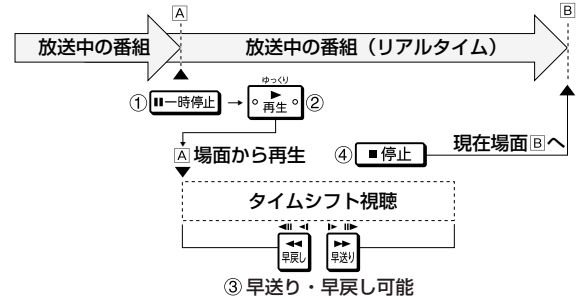 A
B
放送中の番組
放送中の番組（リアルタイム）
①
一時停止
ゆっくり
再生
②
A 場面から再生
④
停止
現在場面Bへ
タイムシフト視聴
早戻し
早送り
③ 早送り・早戻し可能